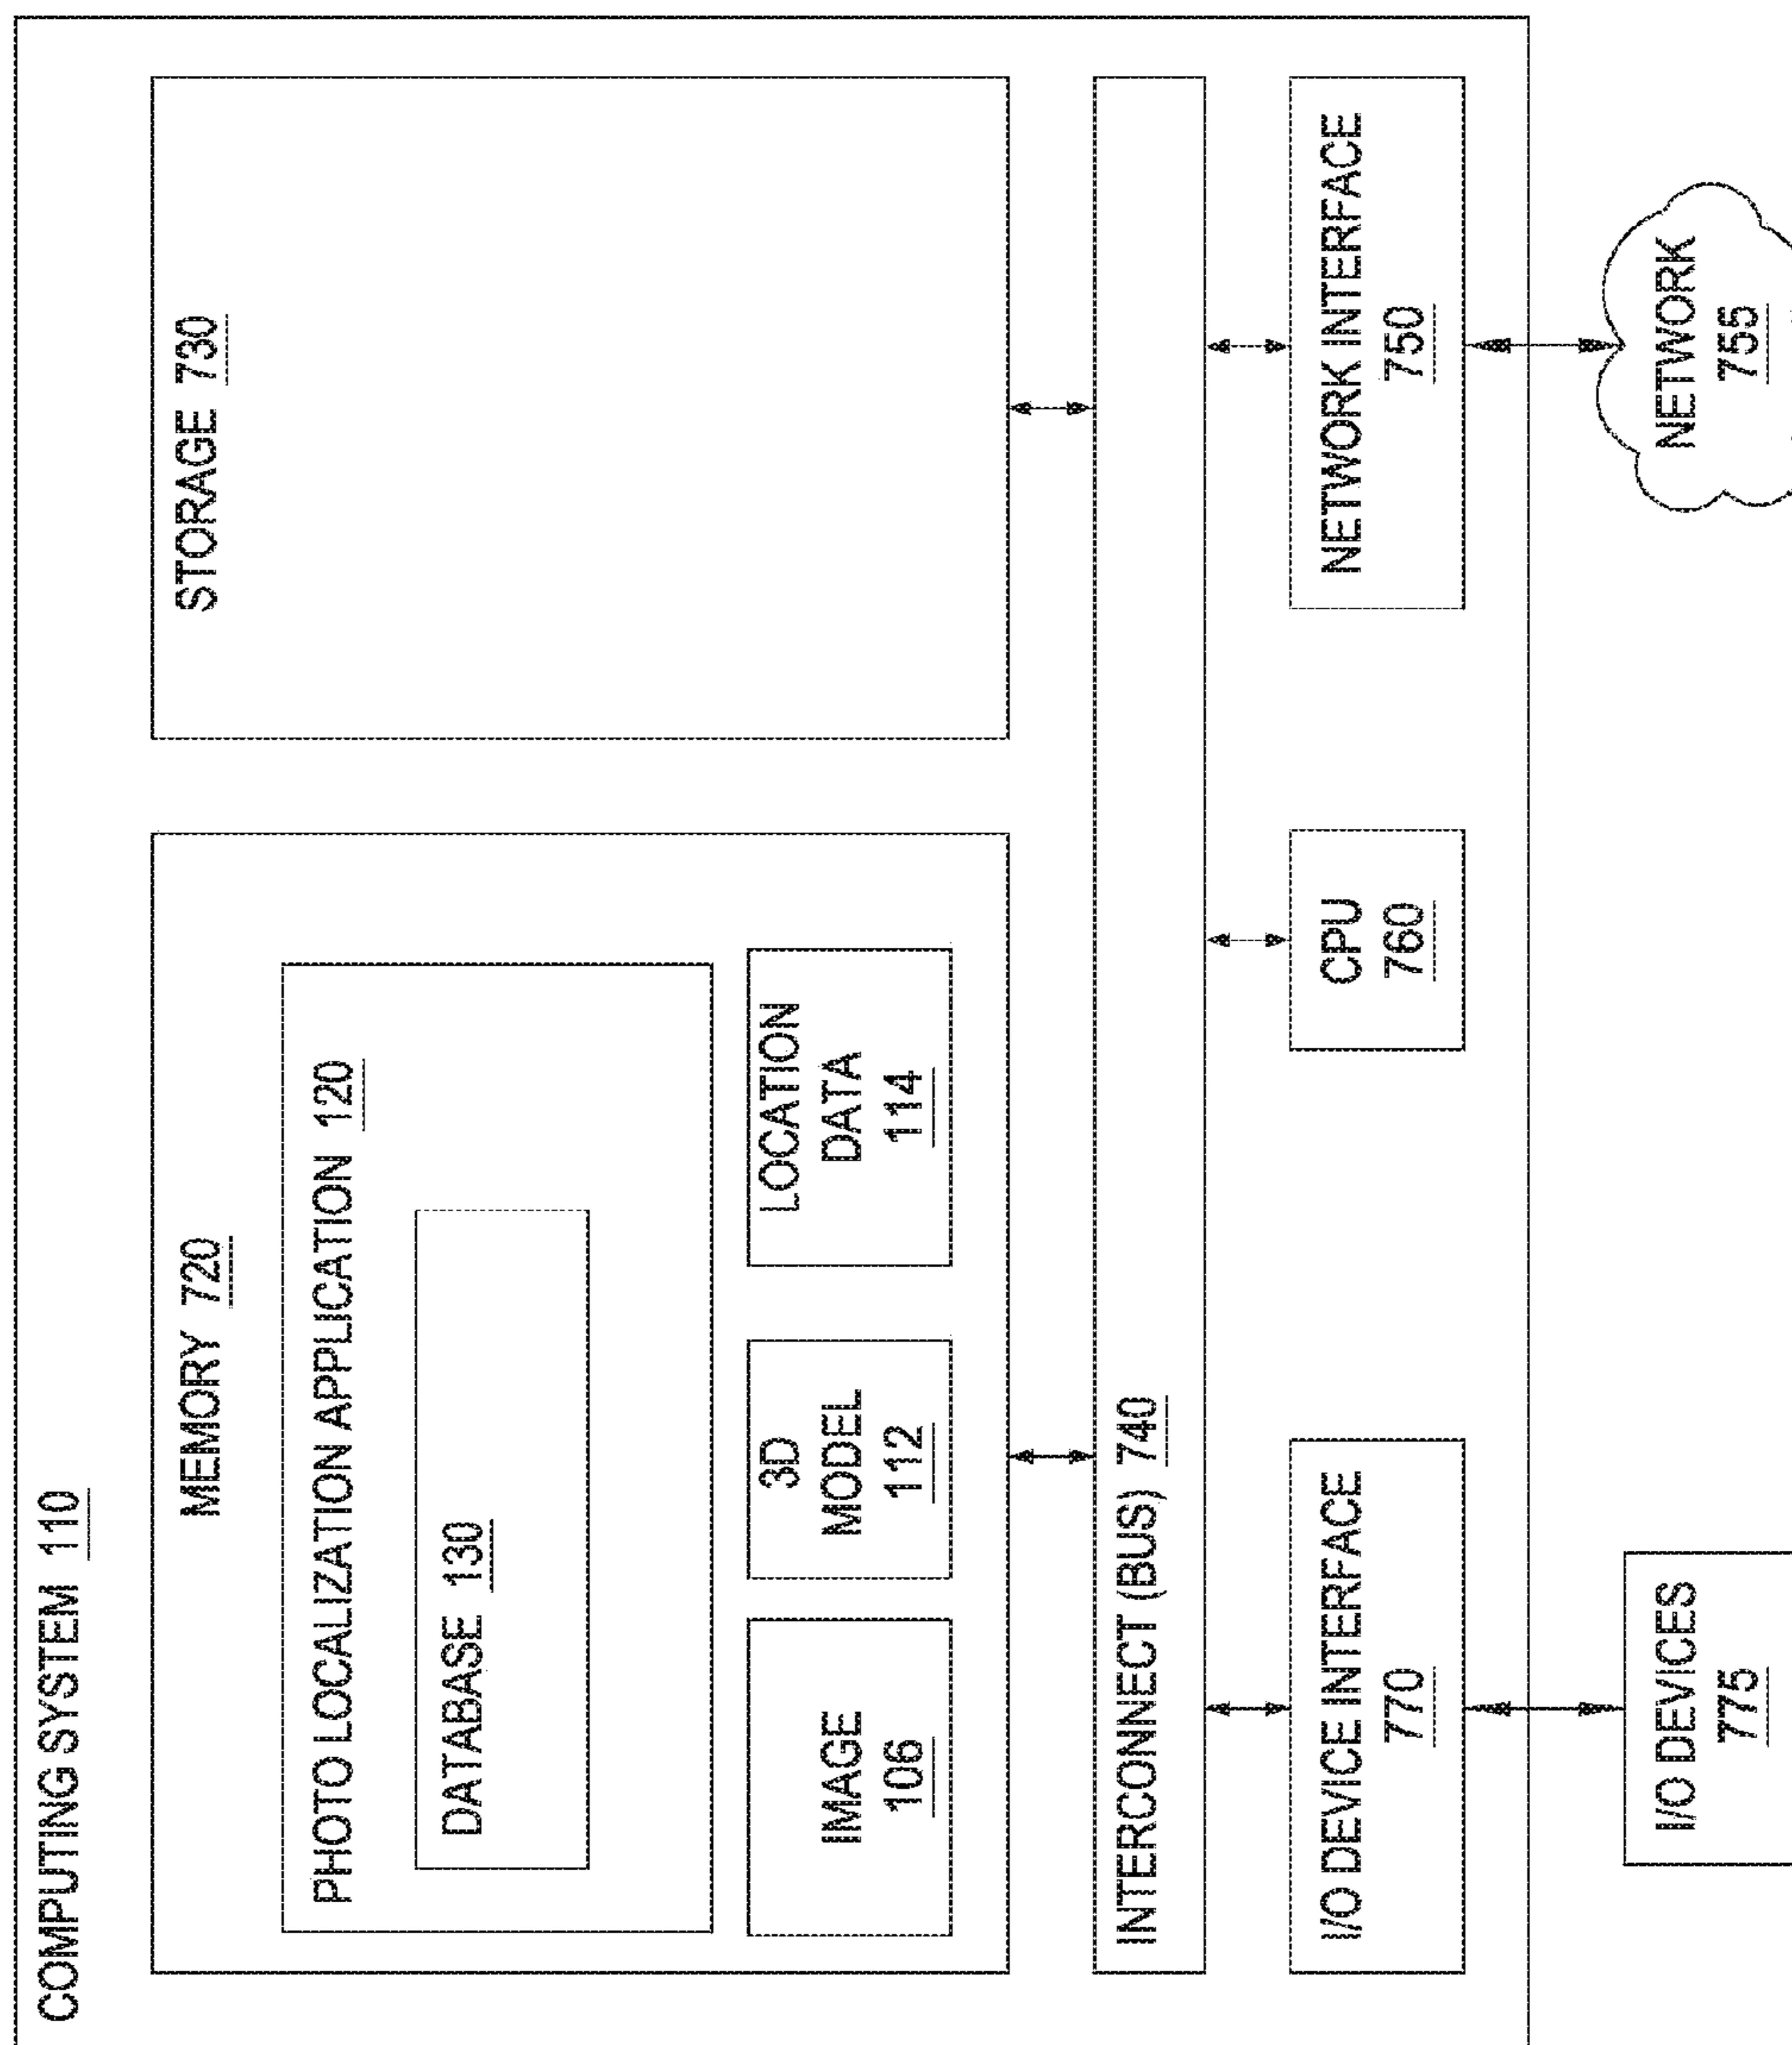 COMPUTING SYSTEM 110
MEMORY 720
PHOTO LOCALIZATION APPLICATION 120
DATABASE 130
IMAGE
106
3D
MODEL
112
LOCATION
DATA
114
STORAGE 730
INTERCONNECT (BUS) 740
I/O DEVICE INTERFACE
770
CPU
760
NETWORK INTERFACE
750
I/O DEVICES
775
NETWORK
755